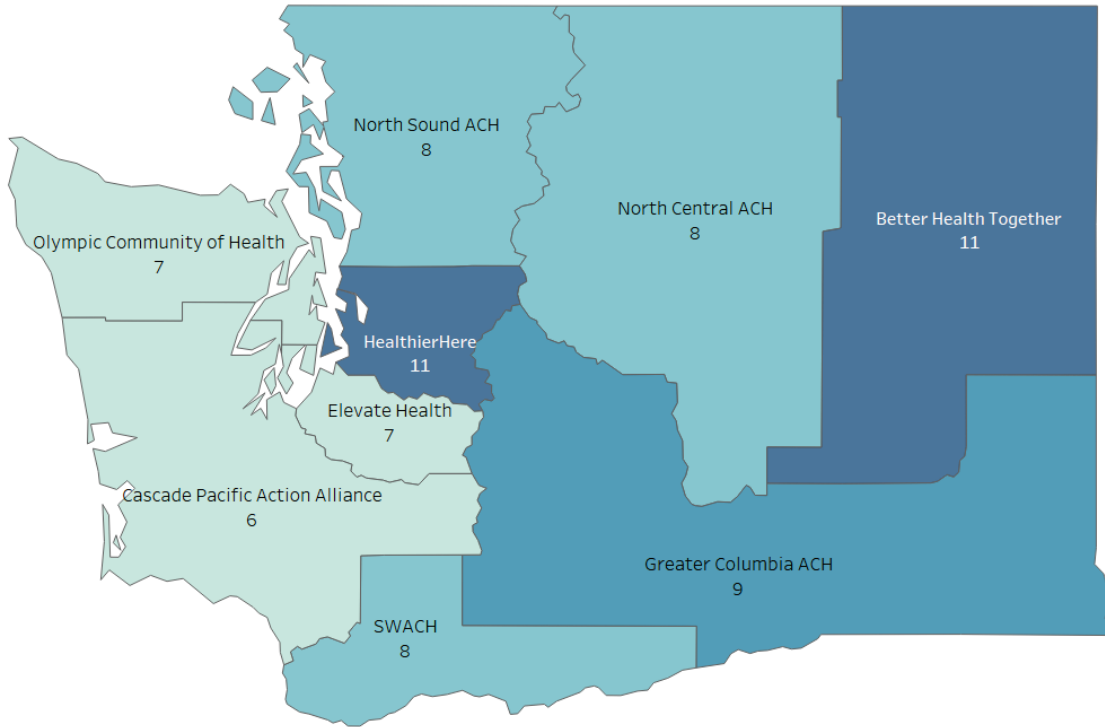 North Sound ACH
8
North Central ACH
8
Better Health Together
11
Olympic Community of Health
7
HealthierHere
11
Elevate Health
7
Cascade Pacific Action Alliance
6
Greater Columbia ACH
9
SWACH
8